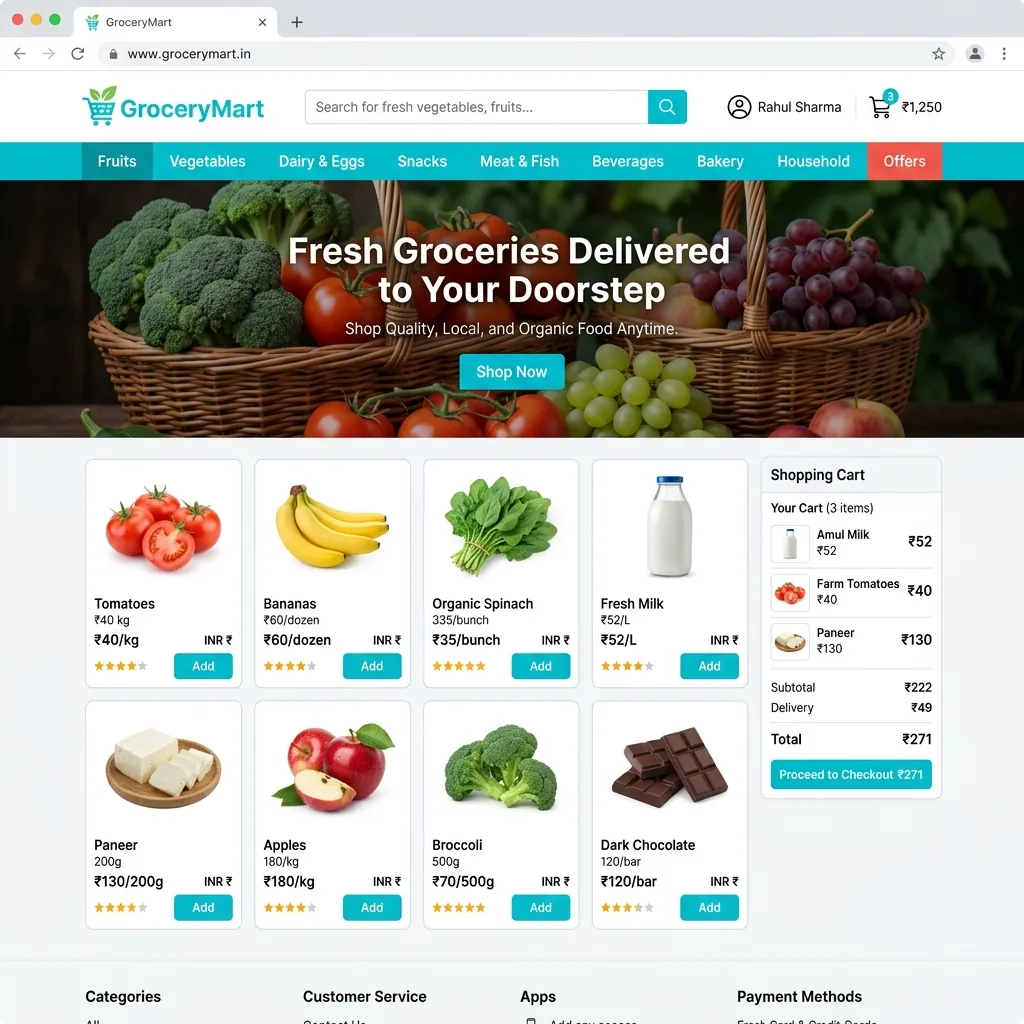 GroceryMart
www.grocerymart.in
GroceryMart
Search for fresh vegetables, fruits...
Rahul Sharma
3
₹1,250
Fruits
Vegetables
Dairy & Eggs
Snacks
Meat & Fish
Beverages
Bakery
Household
Offers
Fresh Groceries Delivered
to Your Doorstep
Shop Quality, Local, and Organic Food Anytime.
Shop Now
Tomatoes
₹40 kg
₹40/kg INR ₹
Add
Bananas
₹60/dozen
₹60/dozen INR ₹
Add
Organic Spinach
335/bunch
₹35/bunch INR ₹
Add
Fresh Milk
₹52/L
₹52/L INR ₹
Add
Paneer
200g
₹130/200g INR ₹
Add
Apples
180/kg
₹180/kg INR ₹
Add
Broccoli
500g
₹70/500g INR ₹
Add
Dark Chocolate
120/bar
₹120/bar INR ₹
Add
Shopping Cart
Your Cart (3 items)
Amul Milk
₹52
₹52
Farm Tomatoes
₹40
₹40
Paneer
₹130
₹130
Subtotal ₹222
Delivery ₹49
Total ₹271
Proceed to Checkout ₹271
Categories
Customer Service
Apps
Payment Methods